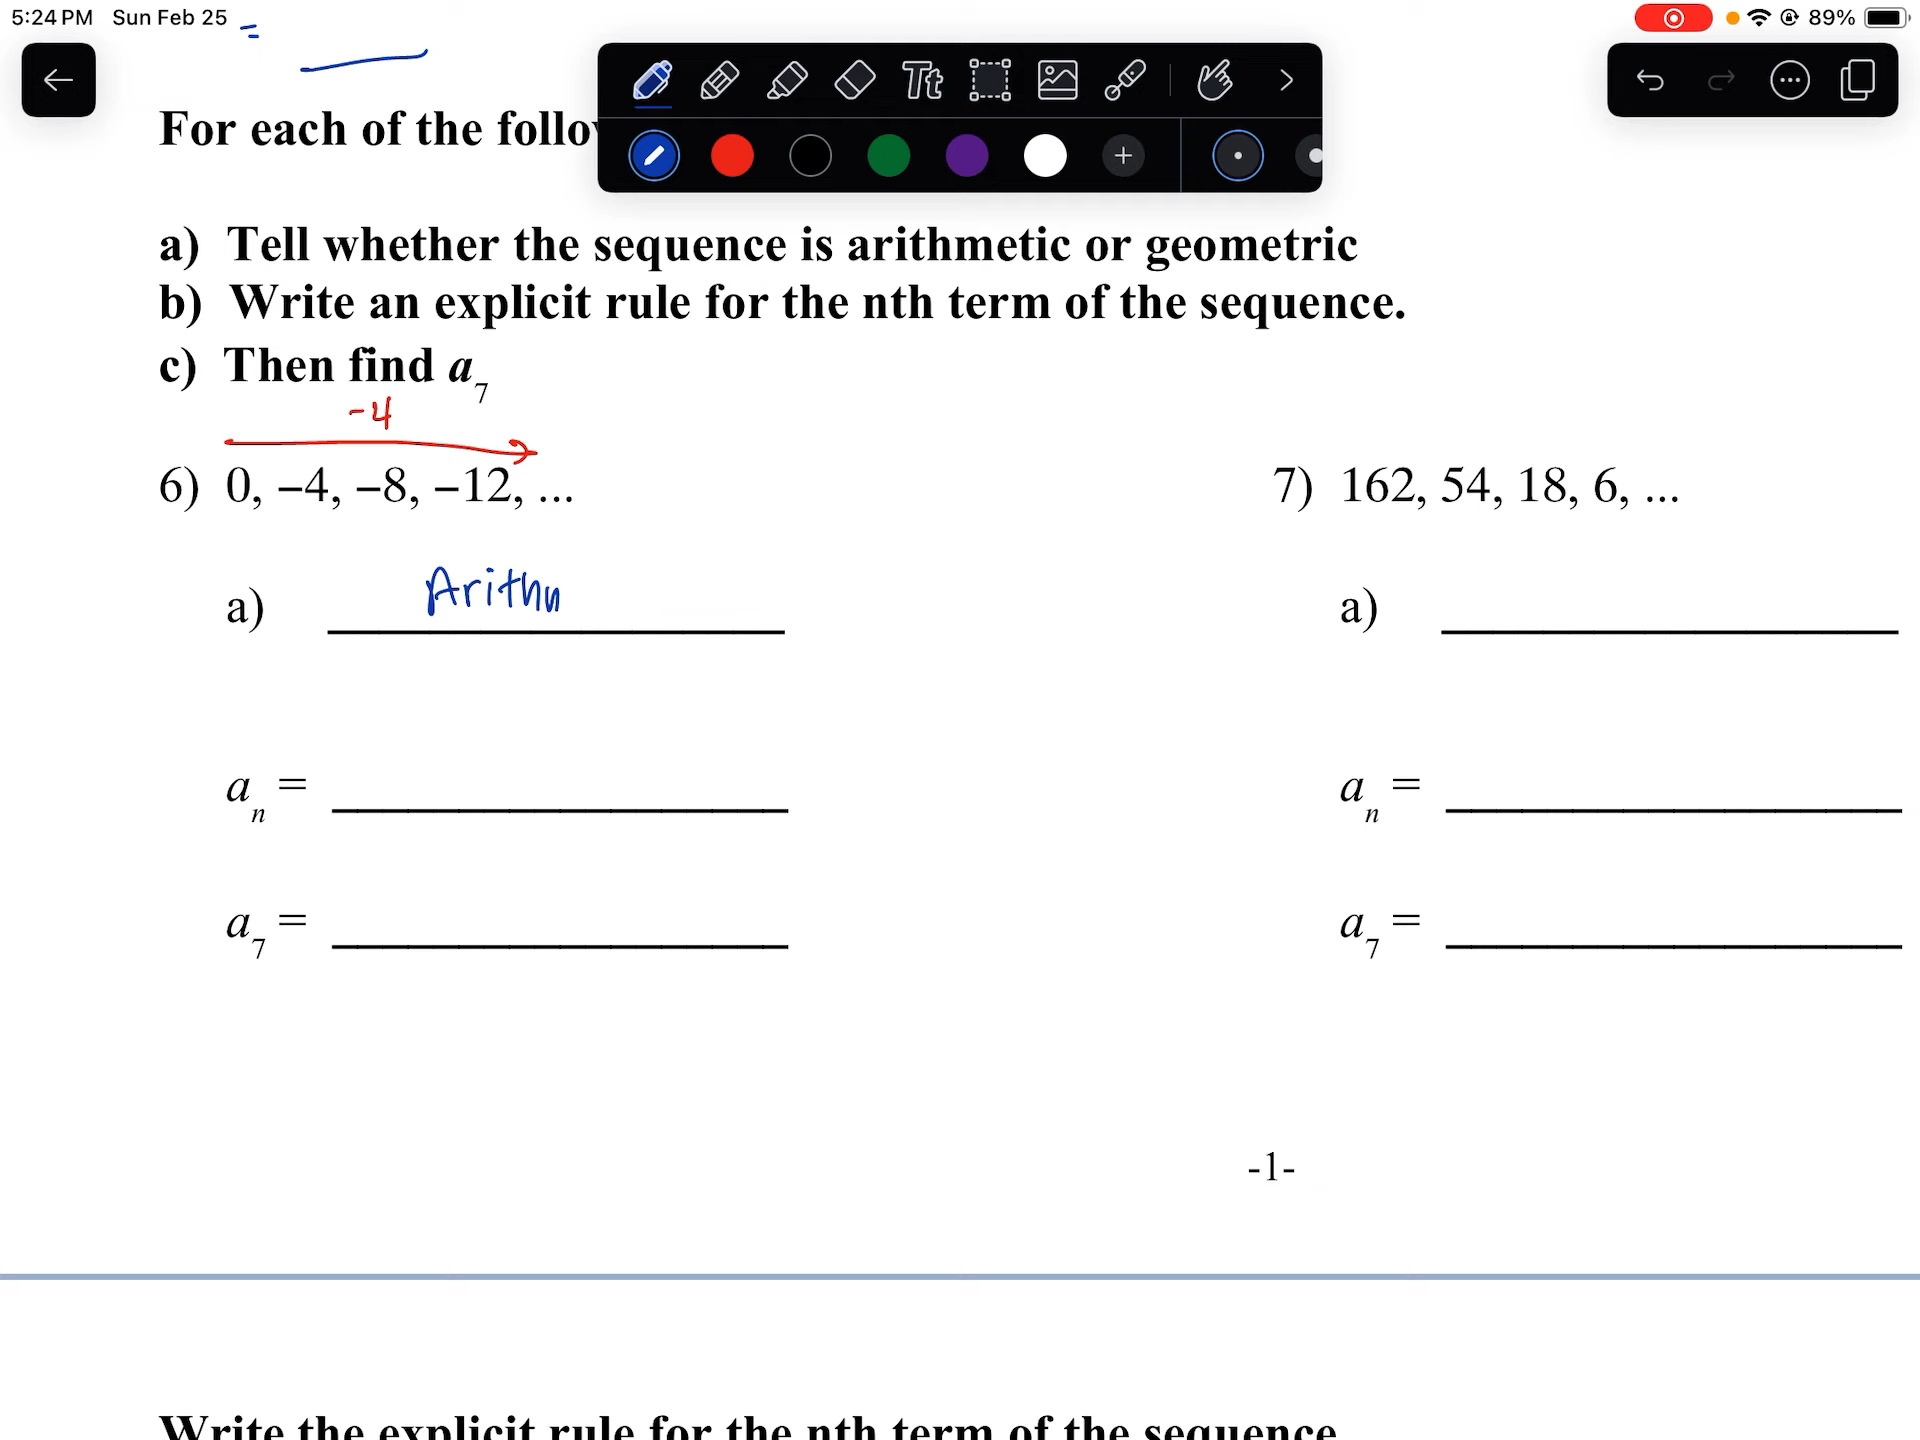 5:24 PM Sun Feb 25
89%
Tt
For each of the follo
a) Tell whether the sequence is arithmetic or geometric
b) Write an explicit rule for the nth term of the sequence.
c) Then find a7
-4
6) 0, −4, −8, −12, ...
7) 162, 54, 18, 6, ...
a) Arithm
a)
an =
an =
a7 =
a7 =
-1-
Write the explicit rule for the nth term of the sequence